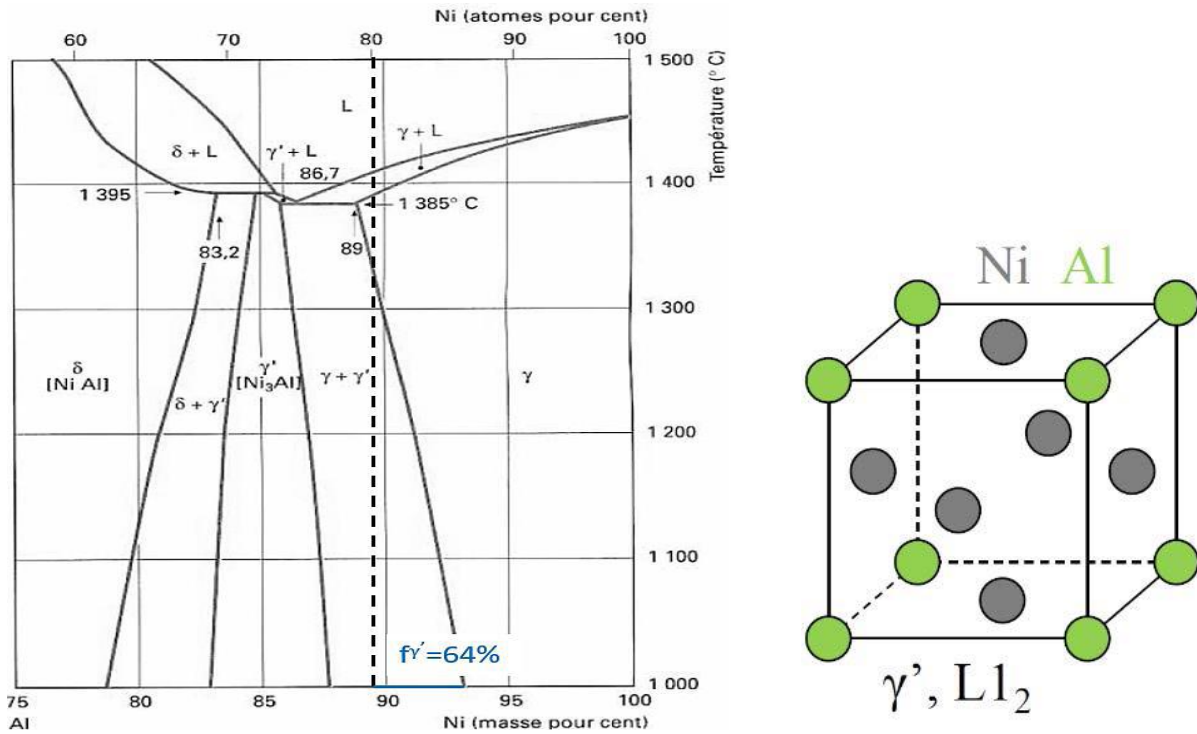 Ni (atomes pour cent)
60 70 80 90 100
1 500
L
γ + L
δ + L
γ' + L
86,7
1 400
1 395
1 385° C
83,2
89
1 300
δ
[Ni Al]
γ'
[Ni₃Al]
γ + γ'
γ
δ + γ'
1 200
1 100
fγ'=64%
1 000
75 80 85 90 95 100
Al
Ni (masse pour cent)
Température (° C)
Ni Al
γ', L1₂